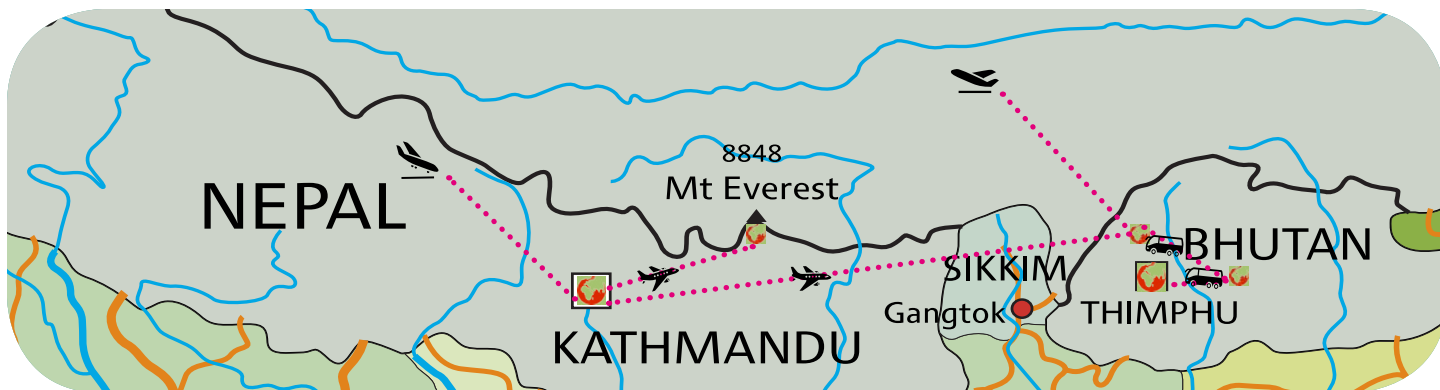 8848
Mt Everest
NEPAL
BHUTAN
SIKKIM
Gangtok
THIMPHU
KATHMANDU